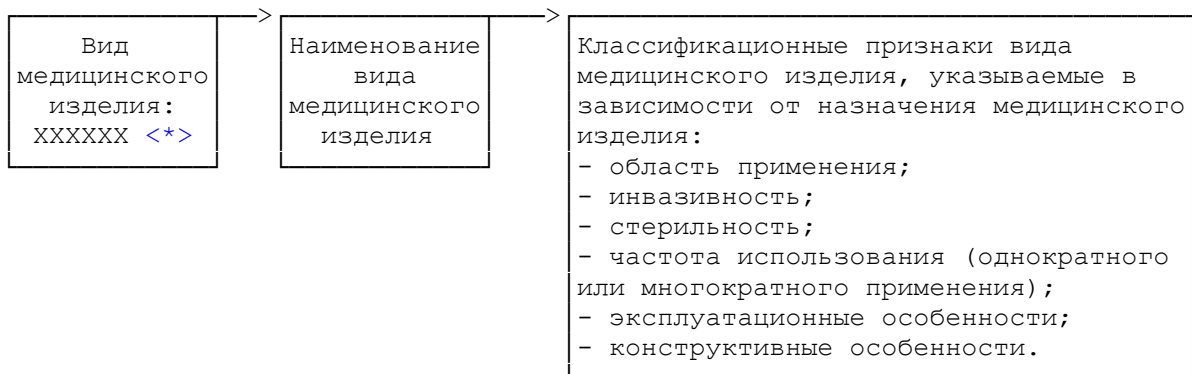 Вид
медицинского
изделия:
XXXXXX <*>
Наименование
вида
медицинского
изделия
Классификационные признаки вида
медицинского изделия, указываемые в
зависимости от назначения медицинского
изделия:
- область применения;
- инвазивность;
- стерильность;
- частота использования (однократного
или многократного применения);
- эксплуатационные особенности;
- конструктивные особенности.